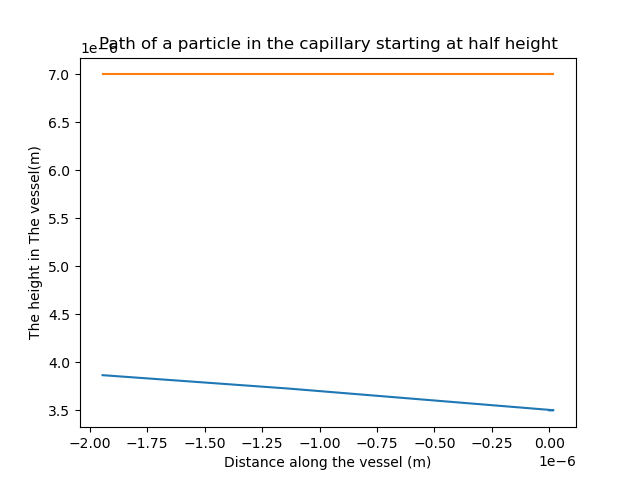 Path of a particle in the capillary starting at half height
1e−6
7.0
6.5
6.0
5.5
5.0
4.5
4.0
3.5
The height in The vessel(m)
−2.00 −1.75 −1.50 −1.25 −1.00 −0.75 −0.50 −0.25 0.00
1e−6
Distance along the vessel (m)